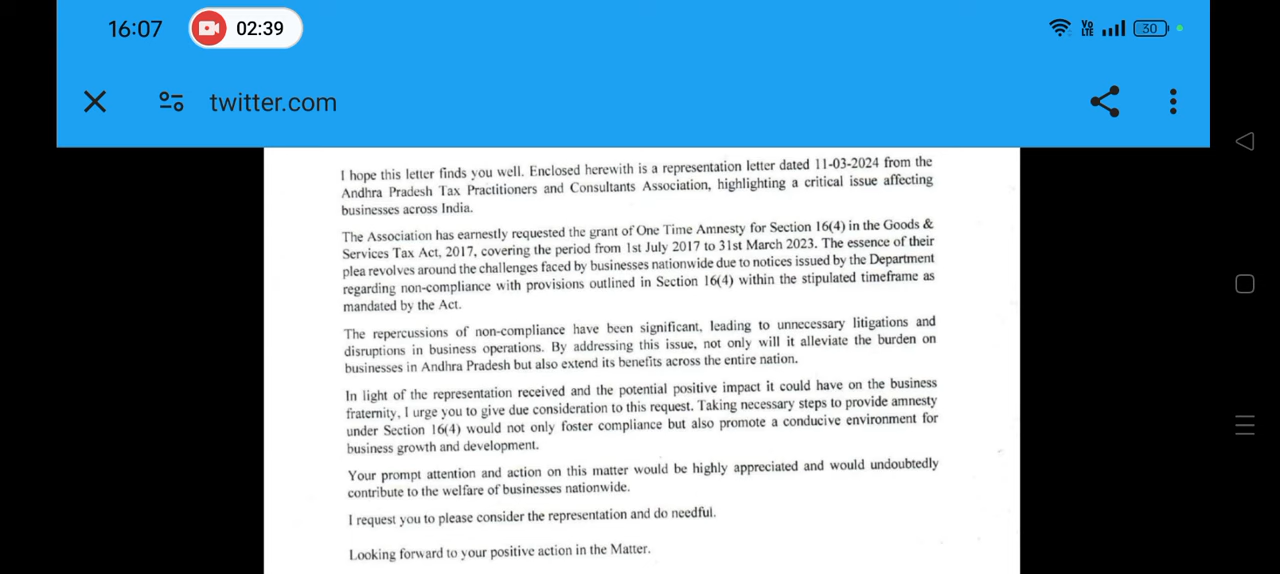 16:07 02:39 Vo LTE 30
twitter.com
I hope this letter finds you well. Enclosed herewith is a representation letter dated 11-03-2024 from the
Andhra Pradesh Tax Practitioners and Consultants Association, highlighting a critical issue affecting
businesses across India.
The Association has earnestly requested the grant of One Time Amnesty for Section 16(4) in the Goods &
Services Tax Act, 2017, covering the period from 1st July 2017 to 31st March 2023. The essence of their
plea revolves around the challenges faced by businesses nationwide due to notices issued by the Department
regarding non-compliance with provisions outlined in Section 16(4) within the stipulated timeframe as
mandated by the Act.
The repercussions of non-compliance have been significant, leading to unnecessary litigations and
disruptions in business operations. By addressing this issue, not only will it alleviate the burden on
businesses in Andhra Pradesh but also extend its benefits across the entire nation.
In light of the representation received and the potential positive impact it could have on the business
fraternity, I urge you to give due consideration to this request. Taking necessary steps to provide amnesty
under Section 16(4) would not only foster compliance but also promote a conducive environment for
business growth and development.
Your prompt attention and action on this matter would be highly appreciated and would undoubtedly
contribute to the welfare of businesses nationwide.
I request you to please consider the representation and do needful.
Looking forward to your positive action in the Matter.